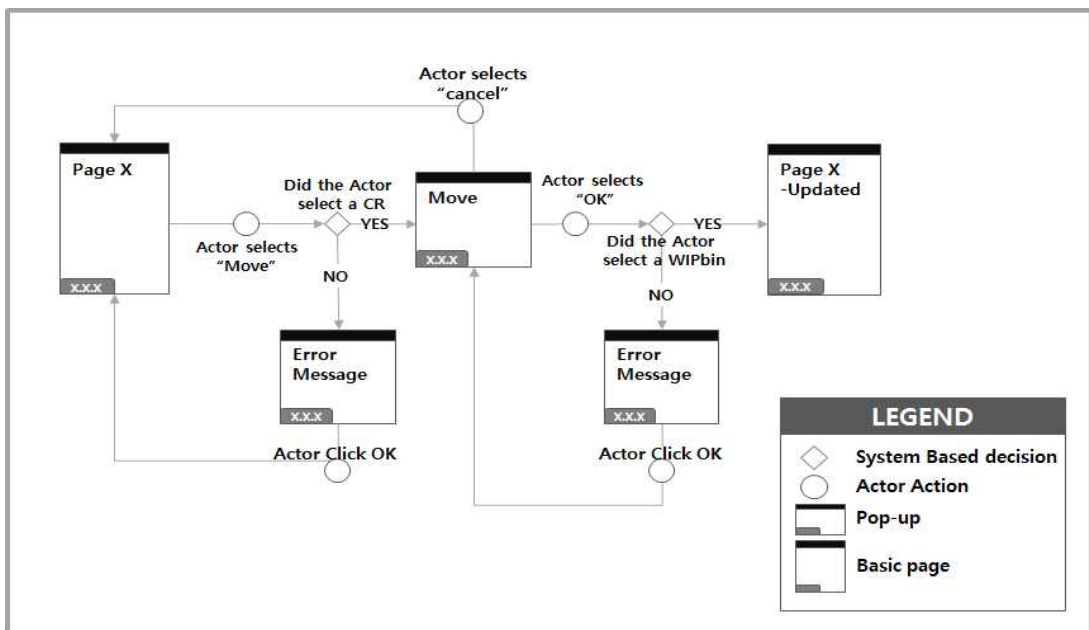 Actor selects
“cancel”
Page X
x.x.x
Actor selects
“Move”
Did the Actor
select a CR
YES
NO
Error
Message
x.x.x
Actor Click OK
Move
x.x.x
Actor selects
“OK”
YES
Did the Actor
select a WIPbin
NO
Error
Message
x.x.x
Actor Click OK
Page X
-Updated
x.x.x
LEGEND
System Based decision
Actor Action
Pop-up
Basic page